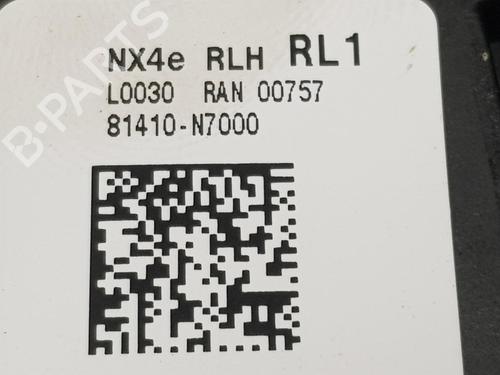 NX4e RLH RL1
L0030 RAN 00757
81410-N7000
B-PARTS